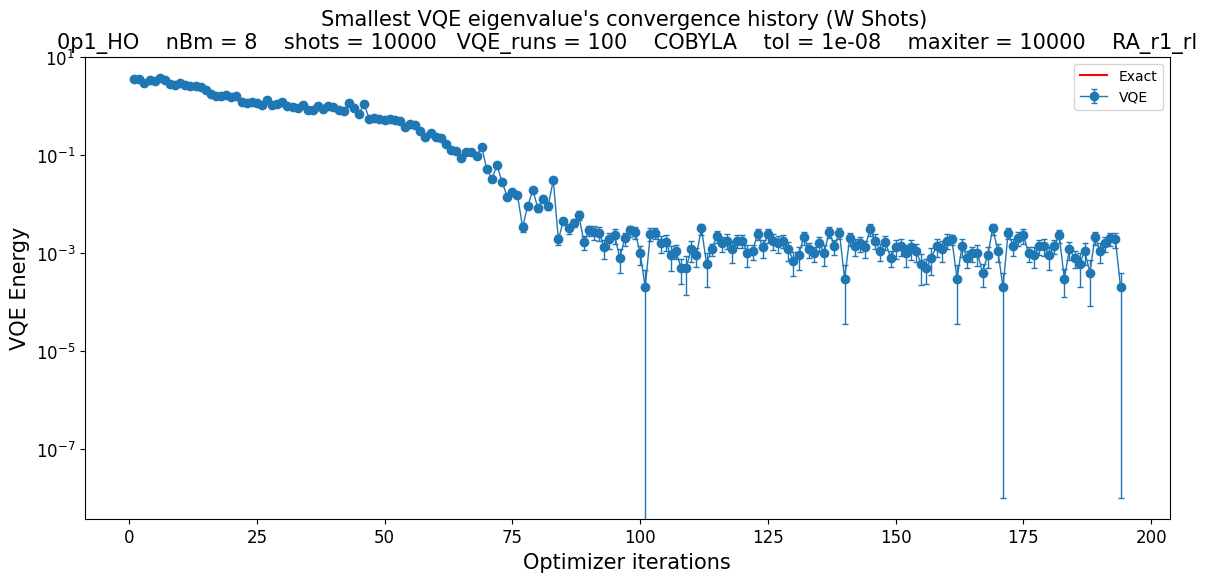 Smallest VQE eigenvalue's convergence history (W Shots)
0p1_HO    nBm = 8    shots = 10000   VQE_runs = 100    COBYLA    tol = 1e-08    maxiter = 10000    RA_r1_rl
Exact
VQE
VQE Energy
10¹
10⁻¹
10⁻³
10⁻⁵
10⁻⁷
0 25 50 75 100 125 150 175 200
Optimizer iterations